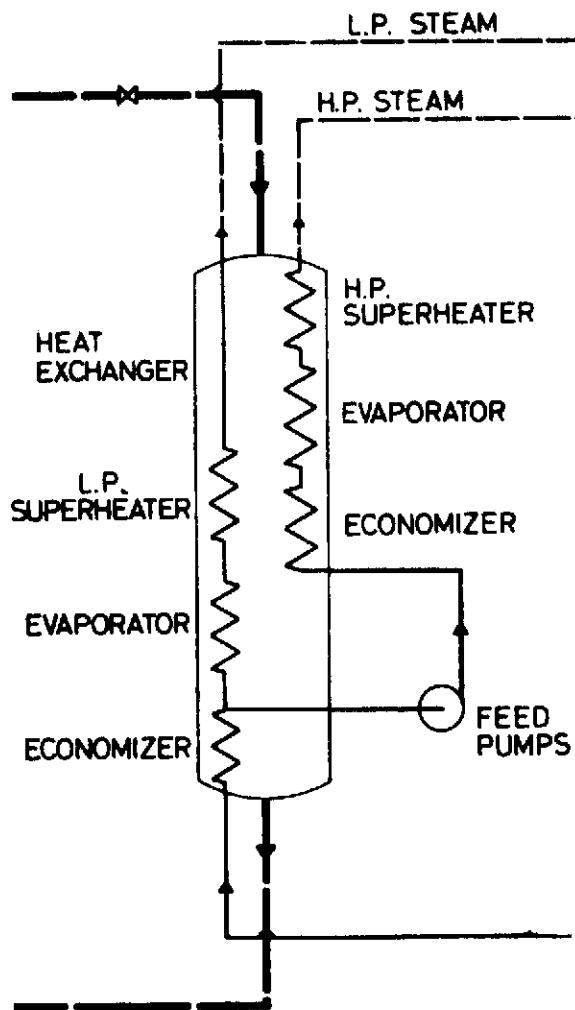 L.P. STEAM
H.P. STEAM
H.P.
SUPERHEATER
HEAT
EXCHANGER
EVAPORATOR
L.P.
SUPERHEATER
ECONOMIZER
EVAPORATOR
FEED
PUMPS
ECONOMIZER